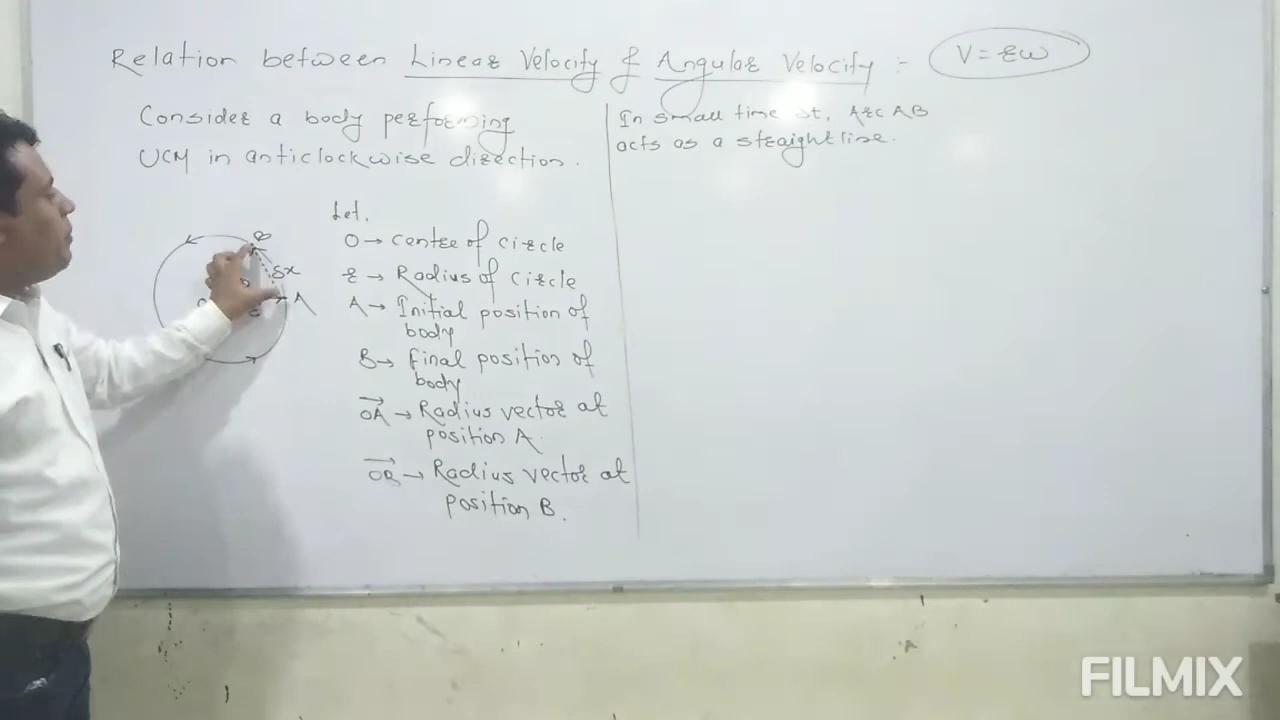 Relation between Linear Velocity & Angular Velocity :- V = rω
Consider a body performing
UCM in anticlockwise direction.
Let,
O → centre of circle
r → Radius of circle
A → Initial position of
body
B → Final position of
body
OA → Radius vector at
position A.
OB → Radius vector at
position B.
B
δx
A
In small time δt, Arc AB
acts as a straight line.
FILMIX